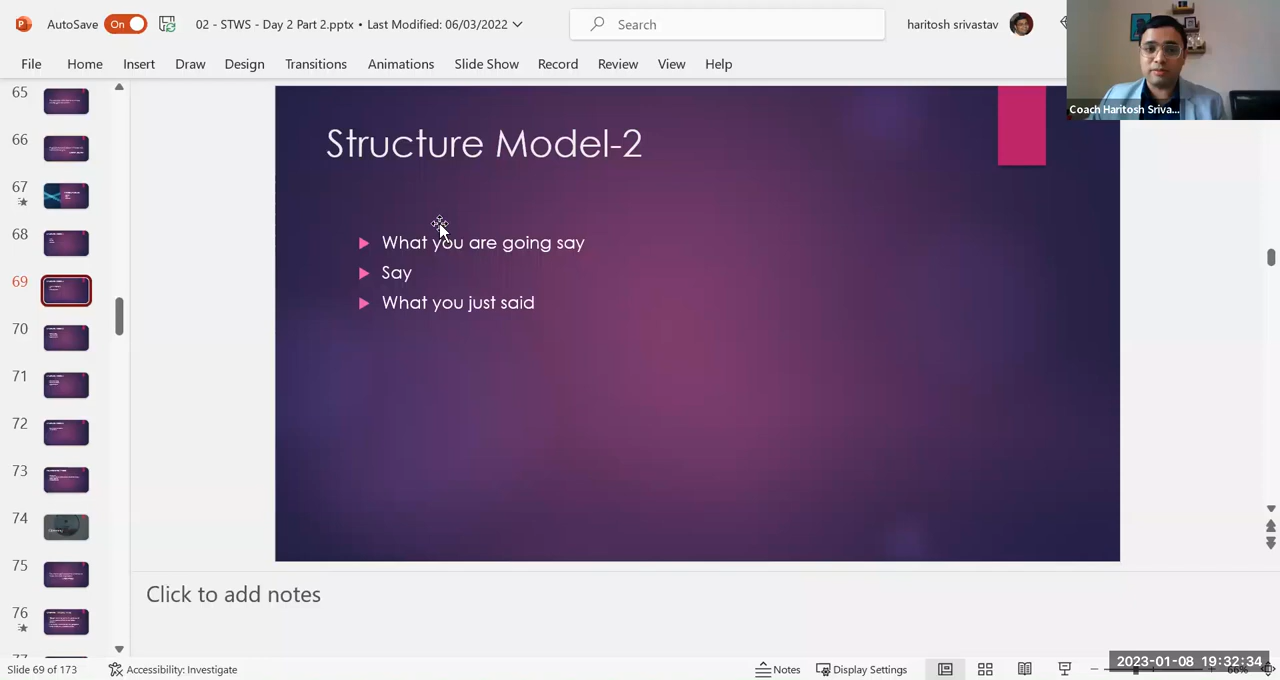 AutoSave On 02 - STWS - Day 2 Part 2.pptx • Last Modified: 06/03/2022 Search haritosh srivastav
File Home Insert Draw Design Transitions Animations Slide Show Record Review View Help
Coach Haritosh Sriva...
65
66
67
68
69
70
71
72
73
74
75
76
Structure Model-2
What you are going say
Say
What you just said
Click to add notes
Slide 69 of 173 Accessibility: Investigate Notes Display Settings
2023-01-08 19:32:34